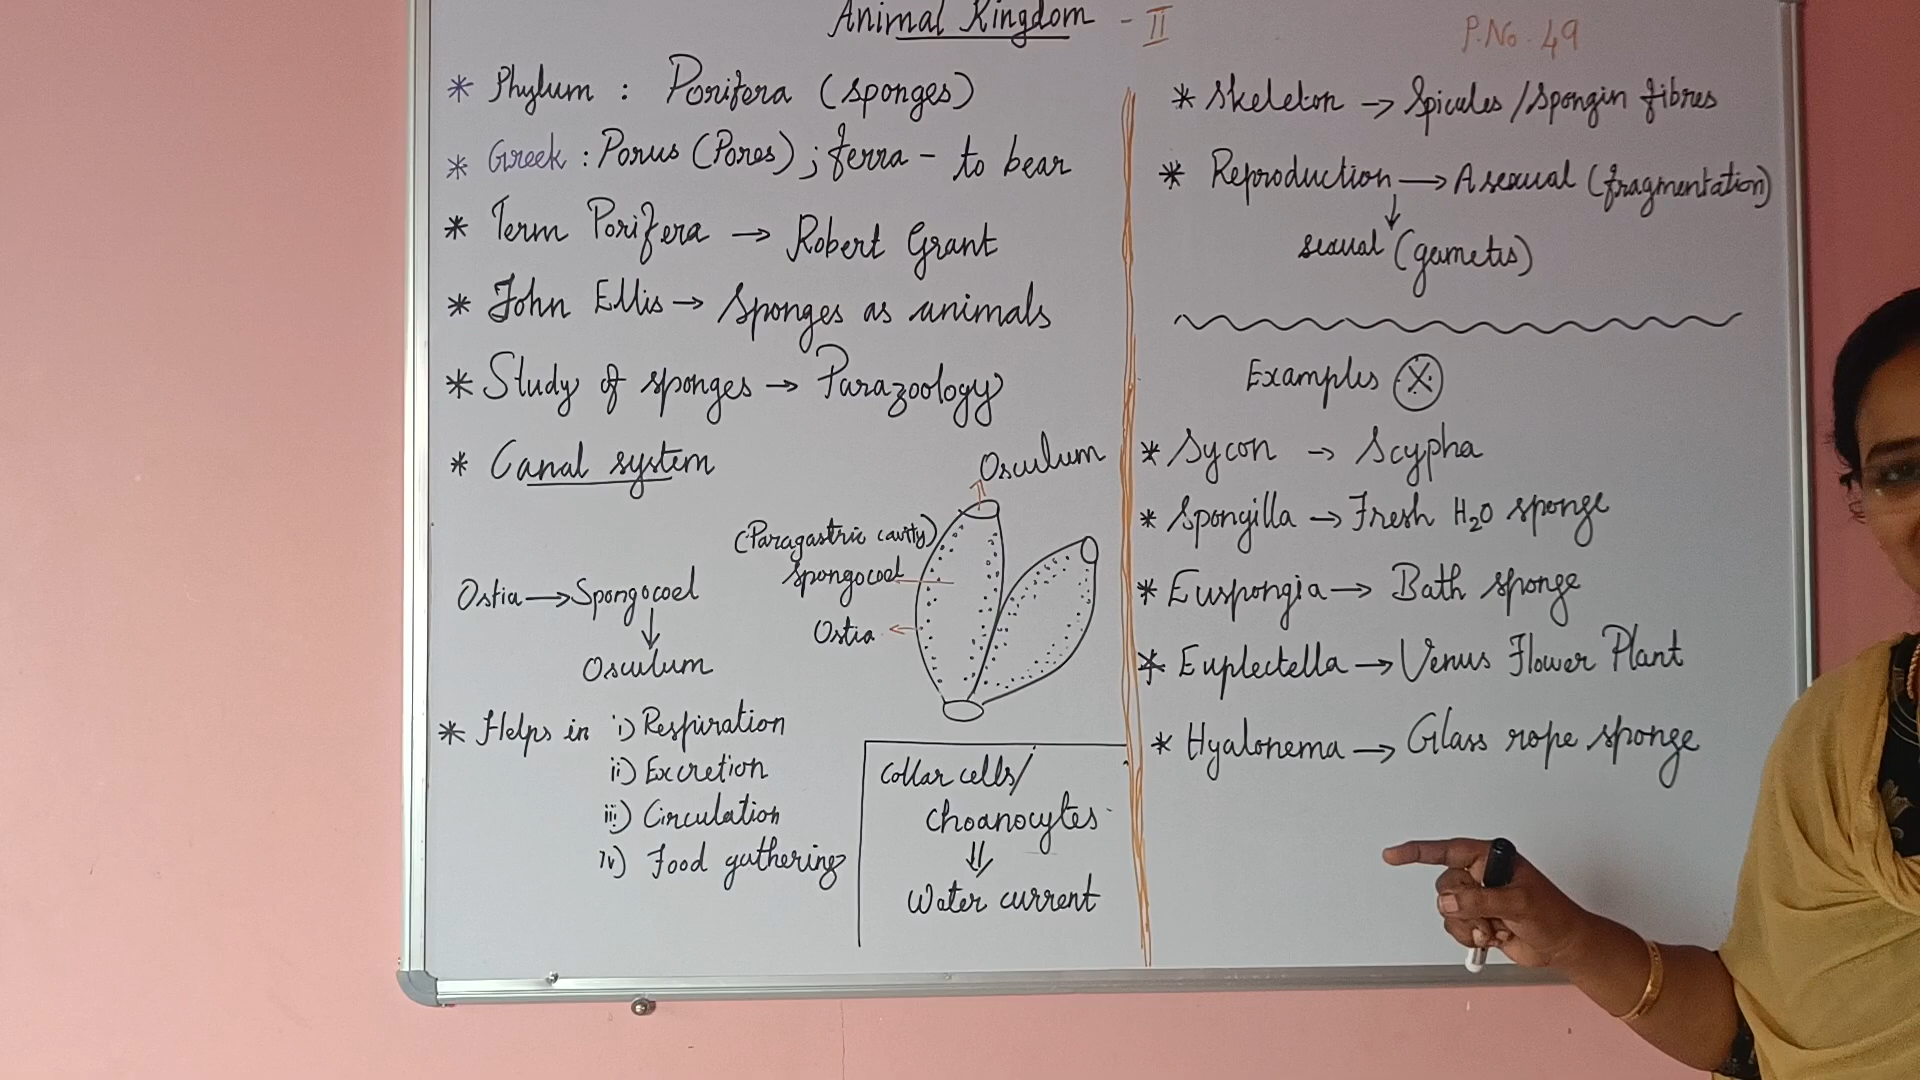 Animal Kingdom - II
P.No. 49
* Phylum : Porifera (sponges)
* Greek : Porus (Pores) ; ferra - to bear
* Term Porifera → Robert Grant
* John Ellis → Sponges as animals
* Study of sponges → Parazoology
* Canal system
Ostia → Spongocoel
↓
Osculum
Osculum
(Paragastric cavity)
Spongocoel
Ostia
* Helps in i) Respiration
ii) Excretion
iii) Circulation
iv) Food gathering
Collar cells/
Choanocytes
⇓
Water current
* Skeleton → Spicules / Spongin fibres
* Reproduction → Asexual (fragmentation)
↓
sexual (gametes)
Examples
* Sycon → Scypha
* Spongilla → Fresh H₂O sponge
* Euspongia → Bath sponge
* Euplectella → Venus Flower Plant
* Hyalonema → Glass rope sponge